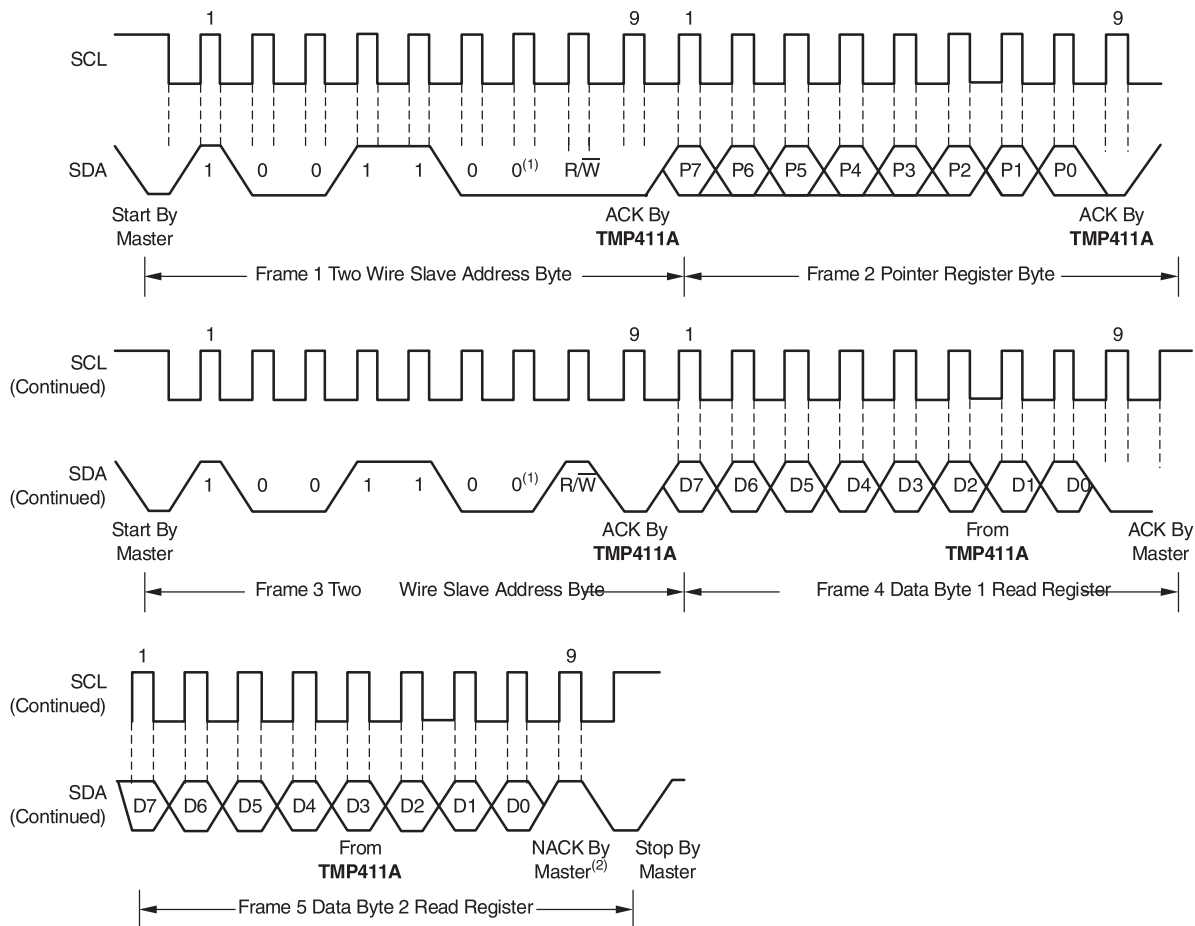 1 9 1 9
SCL
SDA 1 0 0 1 1 0 0(1) R/W P7 P6 P5 P4 P3 P2 P1 P0
Start By
Master
ACK By
TMP411A
ACK By
TMP411A
Frame 1 Two Wire Slave Address Byte
Frame 2 Pointer Register Byte
1 9 1 9
SCL
(Continued)
SDA
(Continued)
1 0 0 1 1 0 0(1) R/W D7 D6 D5 D4 D3 D2 D1 D0
Start By
Master
ACK By
TMP411A
From
TMP411A
ACK By
Master
Frame 3 Two Wire Slave Address Byte
Frame 4 Data Byte 1 Read Register
1 9
SCL
(Continued)
SDA
(Continued)
D7 D6 D5 D4 D3 D2 D1 D0
From
TMP411A
NACK By
Master(2)
Stop By
Master
Frame 5 Data Byte 2 Read Register